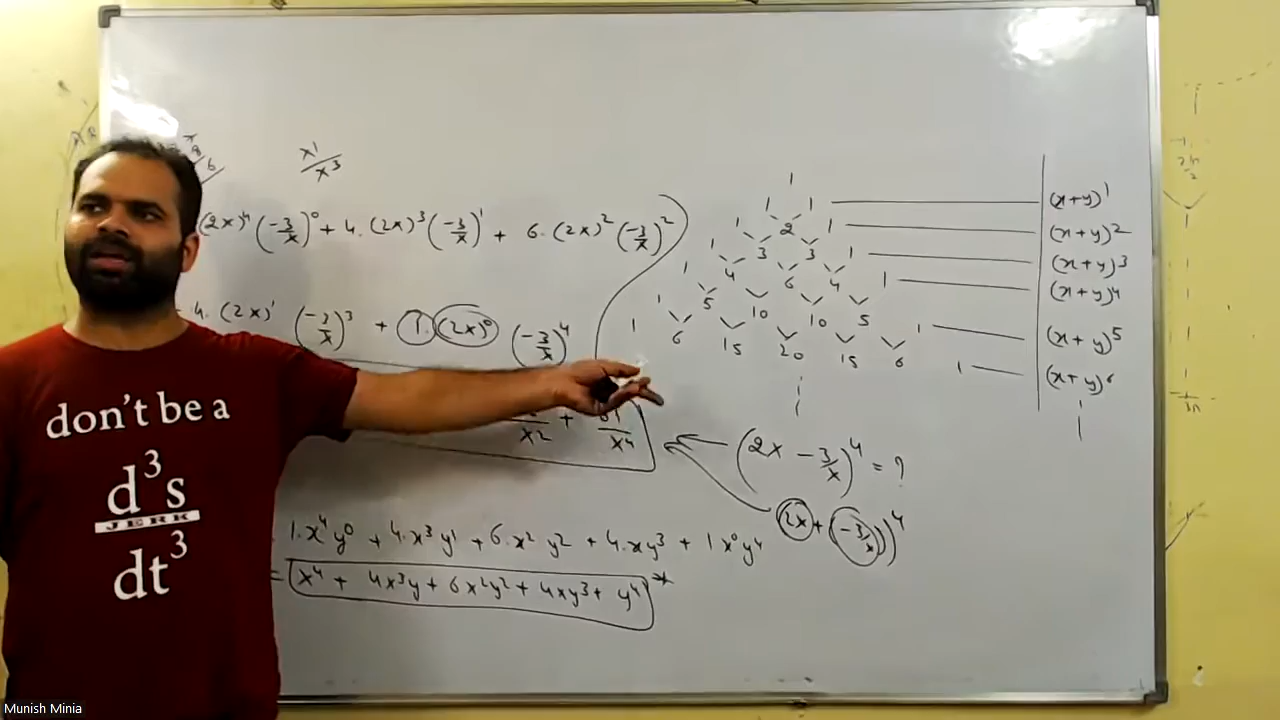 x¹/x³
(2x)⁴(-3/x)⁰ + 4.(2x)³(-3/x)¹ + 6.(2x)²(-3/x)²
4.(2x)¹ (-3/x)³ + 1.(2x)⁰ (-3/x)⁴
x² + x⁴
1.x⁴y⁰ + 4.x³y¹ + 6.x²y² + 4.xy³ + 1x⁰y⁴
= x⁴ + 4x³y + 6x²y² + 4xy³ + y⁴ *
1
1 1 (x+y)¹
1 2 1 (x+y)²
1 3 3 1 (x+y)³
1 4 6 4 1 (x+y)⁴
1 5 10 10 5 1 (x+y)⁵
1 6 15 20 15 6 1 (x+y)⁶
(2x - 3/x)⁴ = ?
(2x + (-3/x))⁴
don't be a
d³s
JERK
dt³
Munish Minia